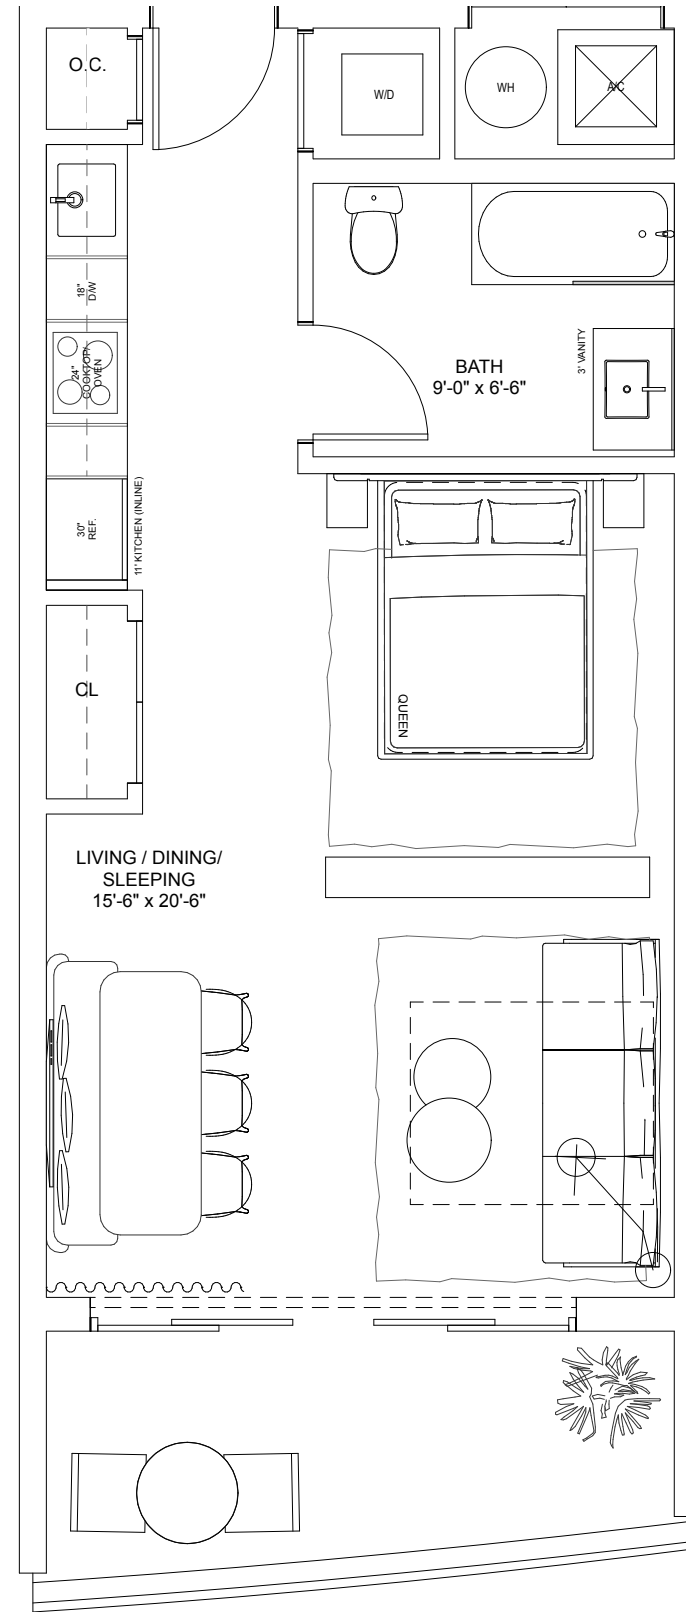 O.C.
W/D
WH
A/C
18"
D/W
24"
COOKTOP/
OVEN
BATH
9'-0" x 6'-6"
3' VANITY
30"
REF.
11' KITCHEN (INLINE)
CL
QUEEN
LIVING / DINING/
SLEEPING
15'-6" x 20'-6"